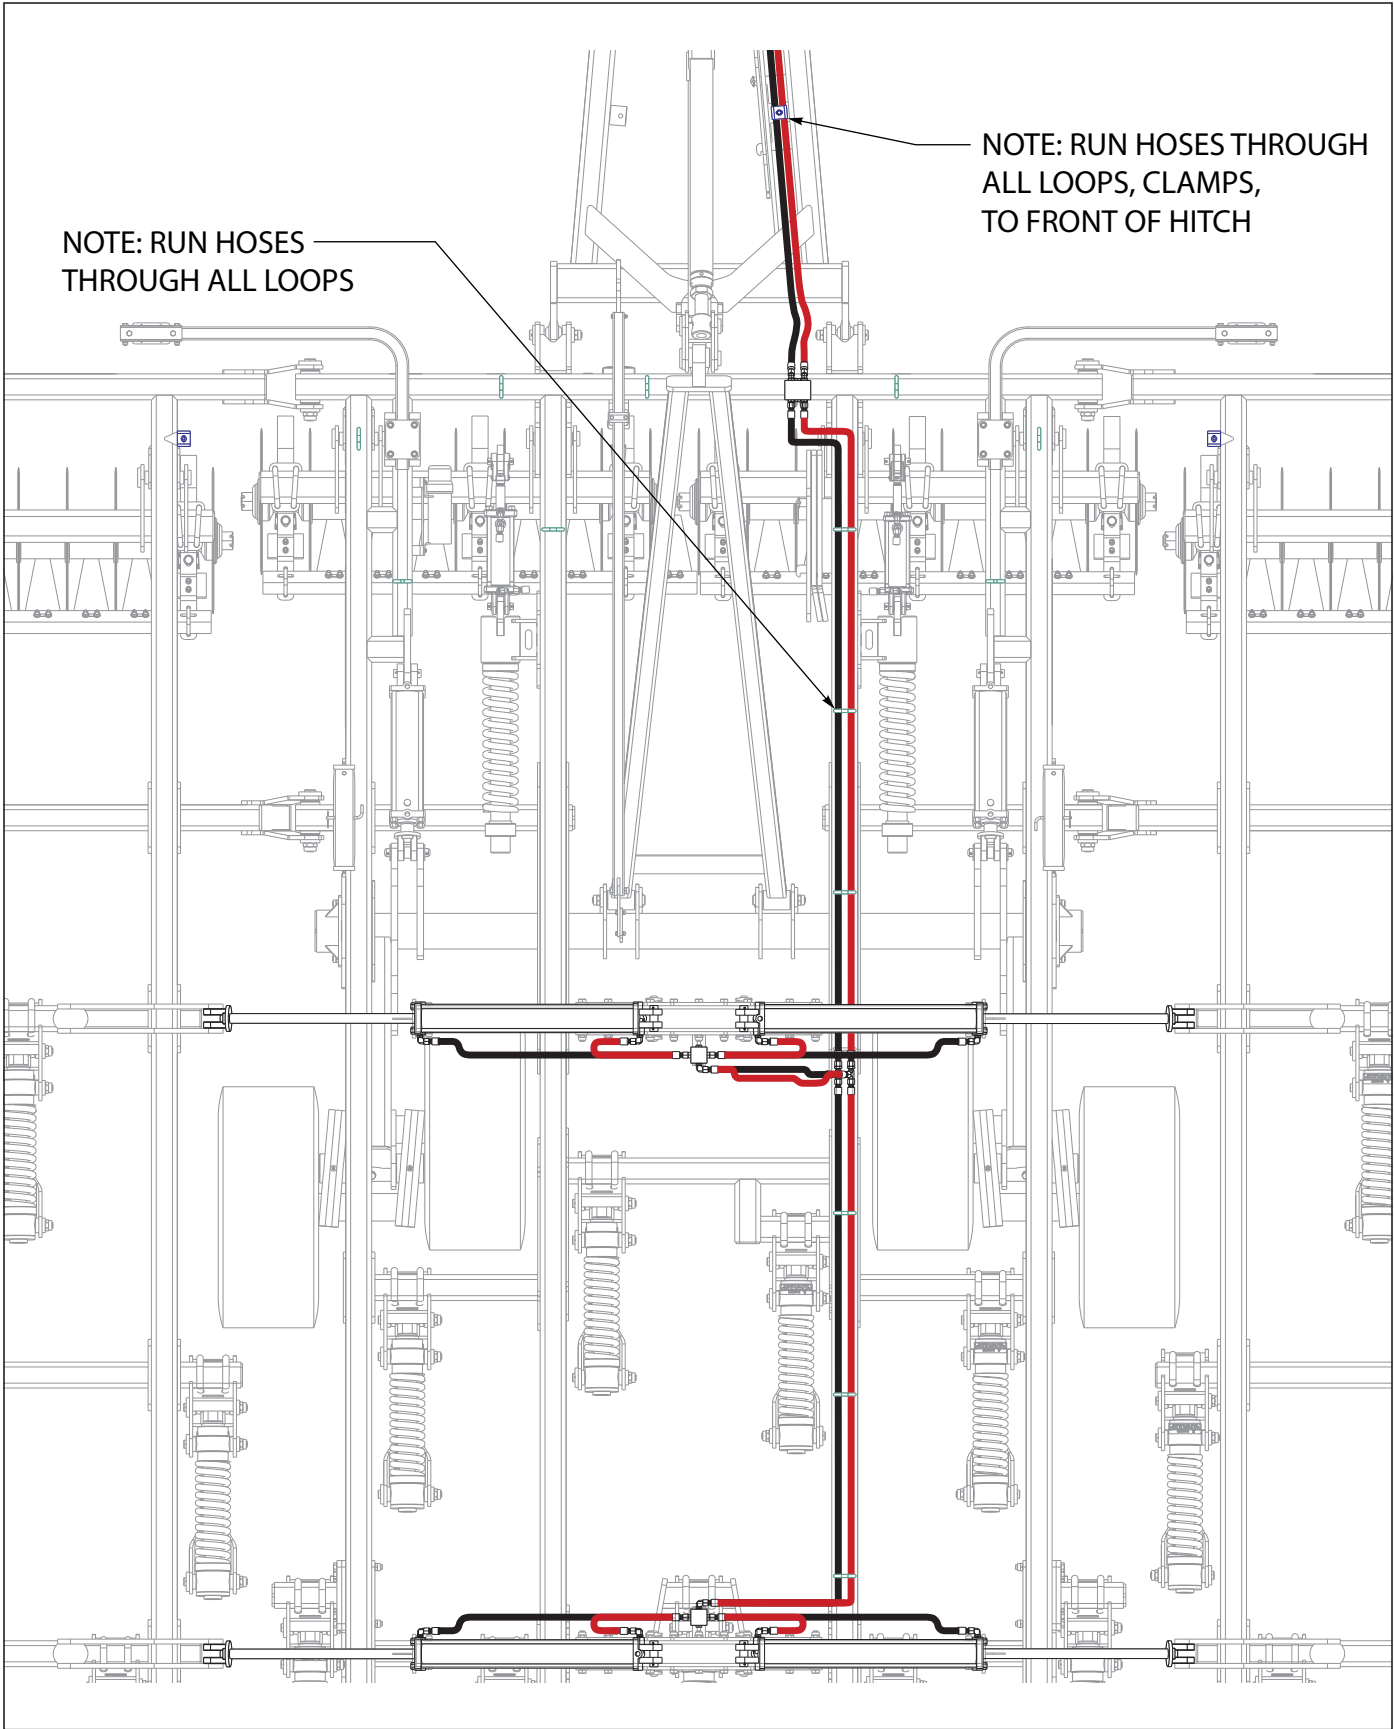 NOTE: RUN HOSES THROUGH
ALL LOOPS, CLAMPS,
TO FRONT OF HITCH
NOTE: RUN HOSES
THROUGH ALL LOOPS